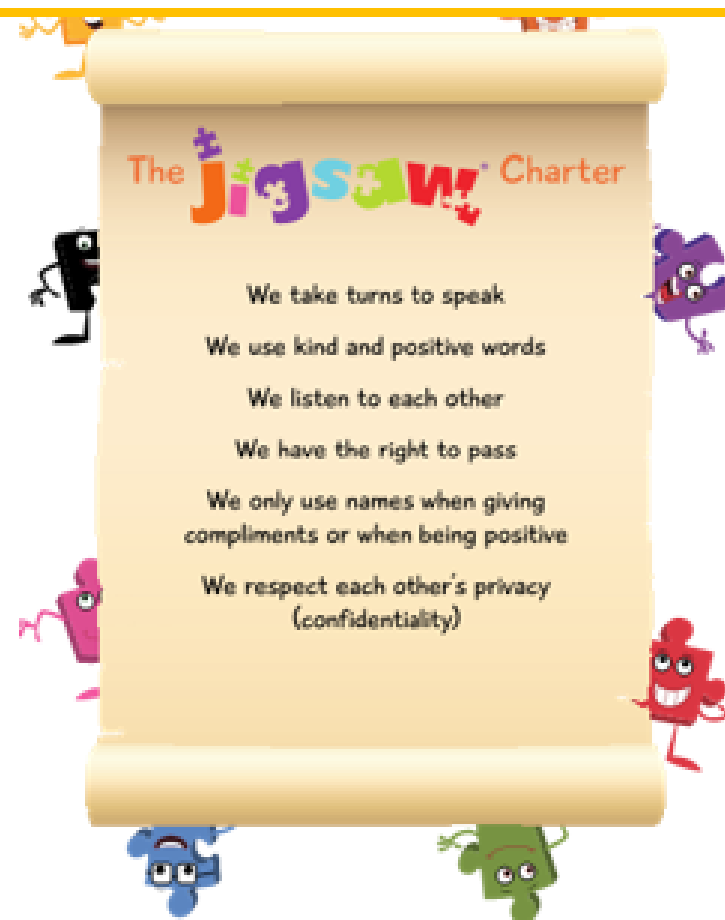 The Jigsaw Charter
We take turns to speak
We use kind and positive words
We listen to each other
We have the right to pass
We only use names when giving
compliments or when being positive
We respect each other's privacy
(confidentiality)